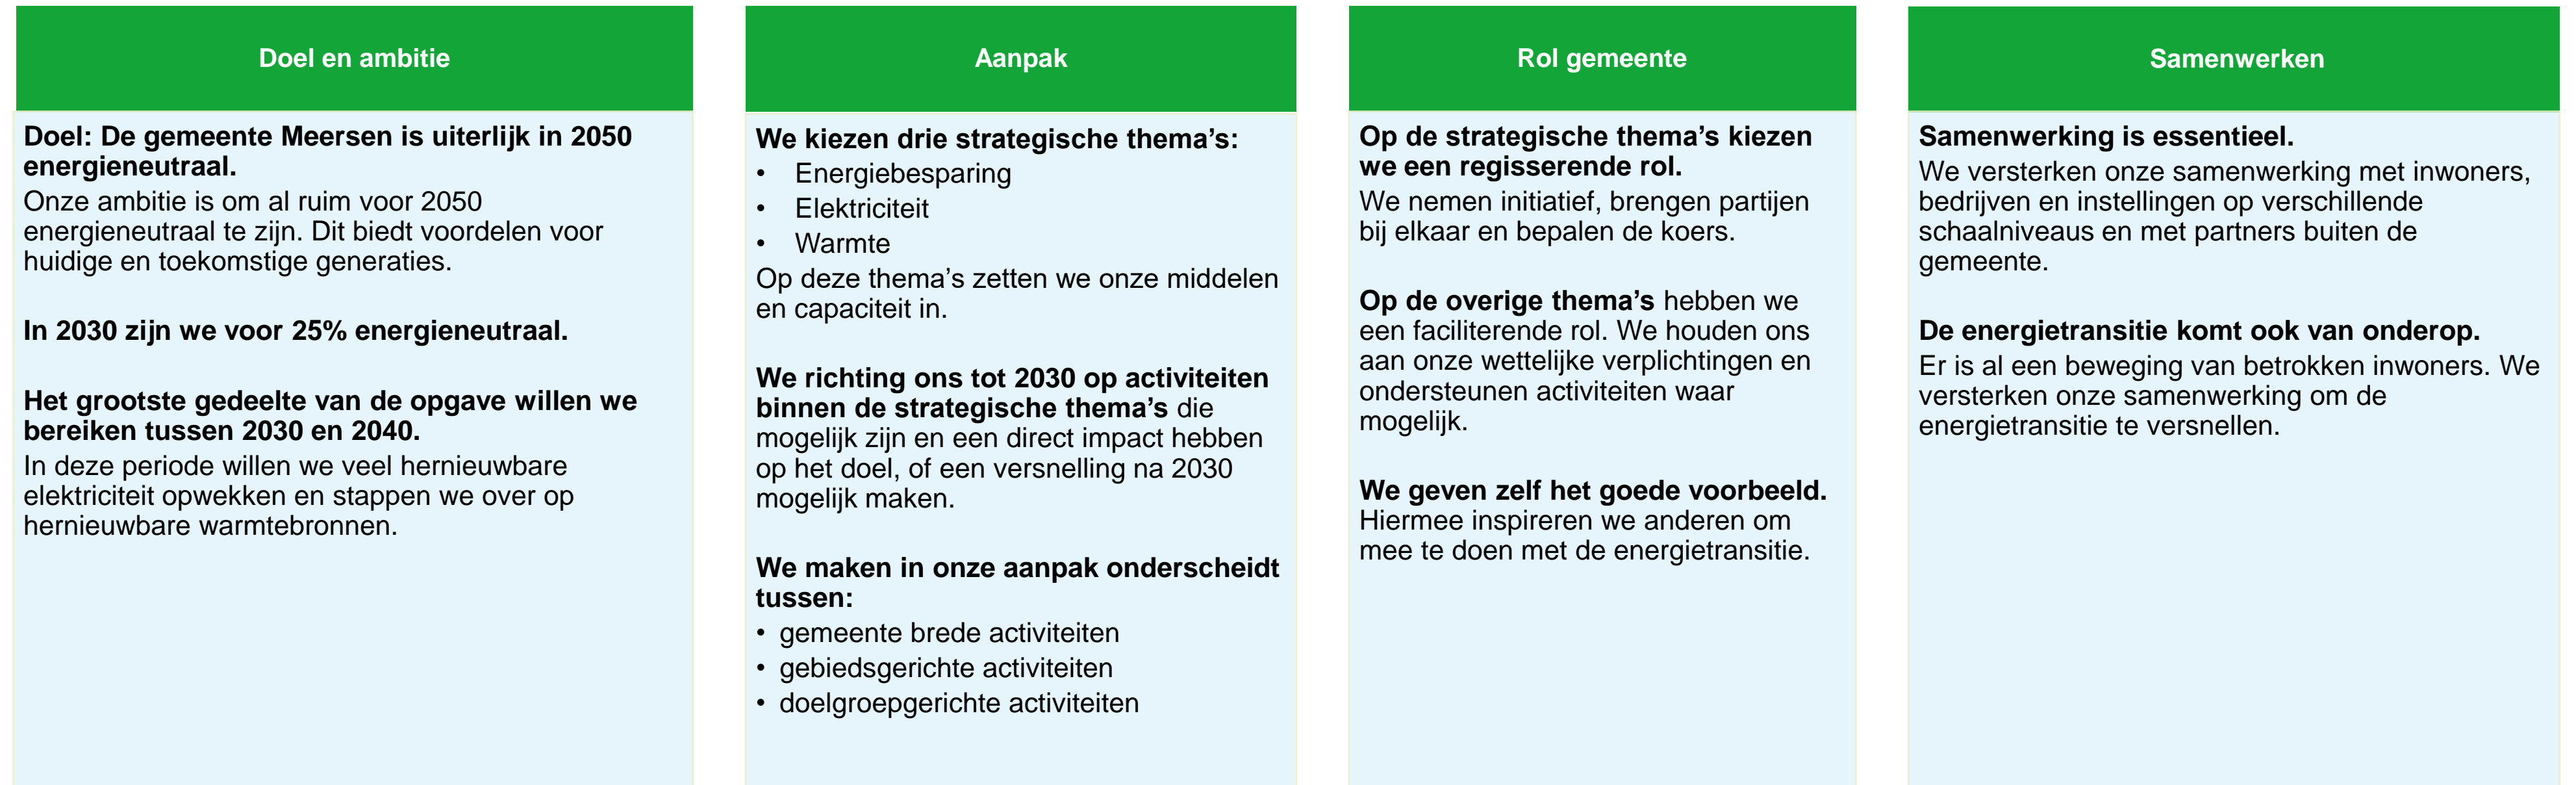 Doel en ambitie
Doel: De gemeente Meersen is uiterlijk in 2050
energieneutraal.
Onze ambitie is om al ruim voor 2050
energieneutraal te zijn. Dit biedt voordelen voor
huidige en toekomstige generaties.
In 2030 zijn we voor 25% energieneutraal.
Het grootste gedeelte van de opgave willen we
bereiken tussen 2030 en 2040.
In deze periode willen we veel hernieuwbare
elektriciteit opwekken en stappen we over op
hernieuwbare warmtebronnen.
Aanpak
We kiezen drie strategische thema’s:
• Energiebesparing
• Elektriciteit
• Warmte
Op deze thema’s zetten we onze middelen
en capaciteit in.
We richting ons tot 2030 op activiteiten
binnen de strategische thema’s die
mogelijk zijn en een direct impact hebben
op het doel, of een versnelling na 2030
mogelijk maken.
We maken in onze aanpak onderscheidt
tussen:
• gemeente brede activiteiten
• gebiedsgerichte activiteiten
• doelgroepgerichte activiteiten
Rol gemeente
Op de strategische thema’s kiezen
we een regisserende rol.
We nemen initiatief, brengen partijen
bij elkaar en bepalen de koers.
Op de overige thema’s hebben we
een faciliterende rol. We houden ons
aan onze wettelijke verplichtingen en
ondersteunen activiteiten waar
mogelijk.
We geven zelf het goede voorbeeld.
Hiermee inspireren we anderen om
mee te doen met de energietransitie.
Samenwerken
Samenwerking is essentieel.
We versterken onze samenwerking met inwoners,
bedrijven en instellingen op verschillende
schaalniveaus en met partners buiten de
gemeente.
De energietransitie komt ook van onderop.
Er is al een beweging van betrokken inwoners. We
versterken onze samenwerking om de
energietransitie te versnellen.